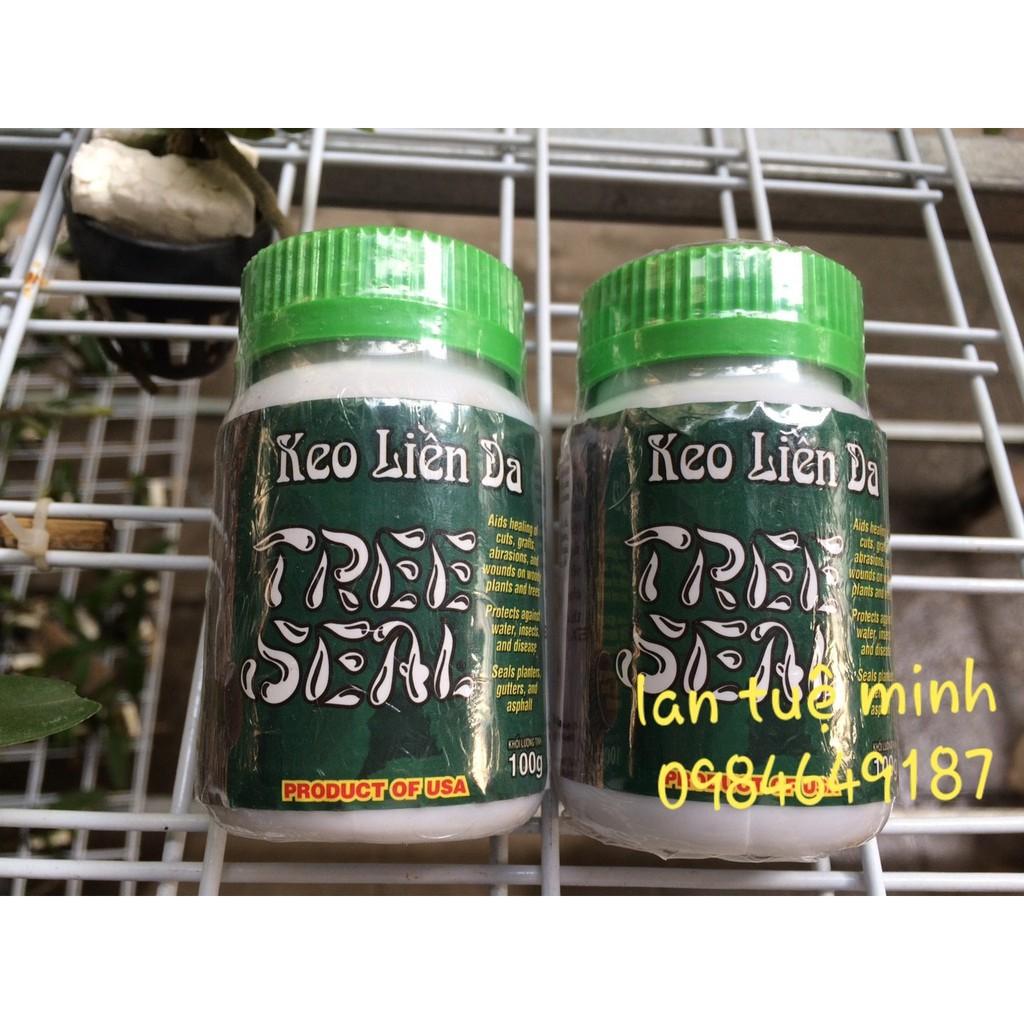 Keo Liền Da
TREE
SEAL
Aids healing of
cuts, grafts,
abrasions, and
wounds on woody
plants and trees
Protects against
water, insects,
and disease
Seals planters,
gutters, and
asphalt
KHỐI LƯỢNG TỊNH
100g
PRODUCT OF USA
Keo Liền Da
TREE
SEAL
Aids healing
cuts, grafts,
abrasions, and
wounds on
plants and trees
Protects
water, insects,
and disease
Seals
lan tuệ minh
0984649187
PRODUCT OF USA